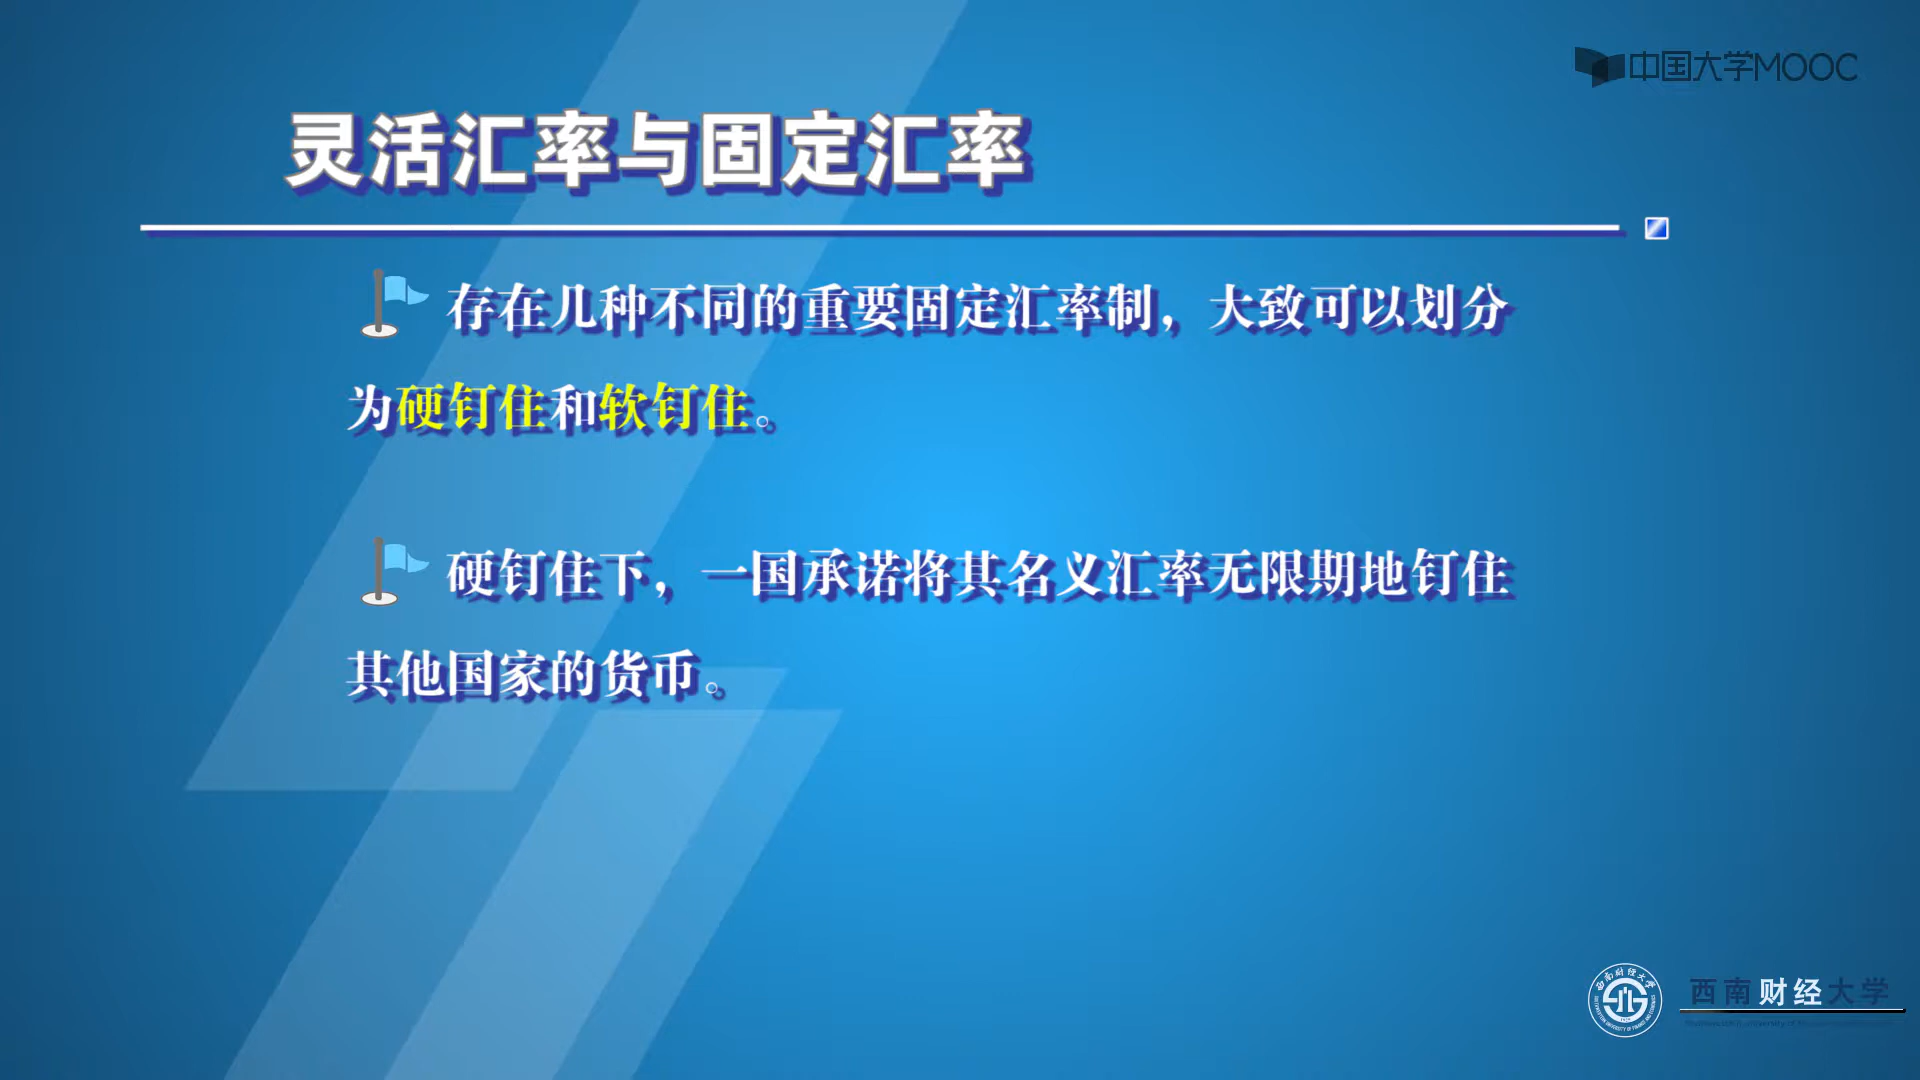 中国大学MOOC
灵活汇率与固定汇率
存在几种不同的重要固定汇率制，大致可以划分
为硬钉住和软钉住。
硬钉住下，一国承诺将其名义汇率无限期地钉住
其他国家的货币。
西南财经大学